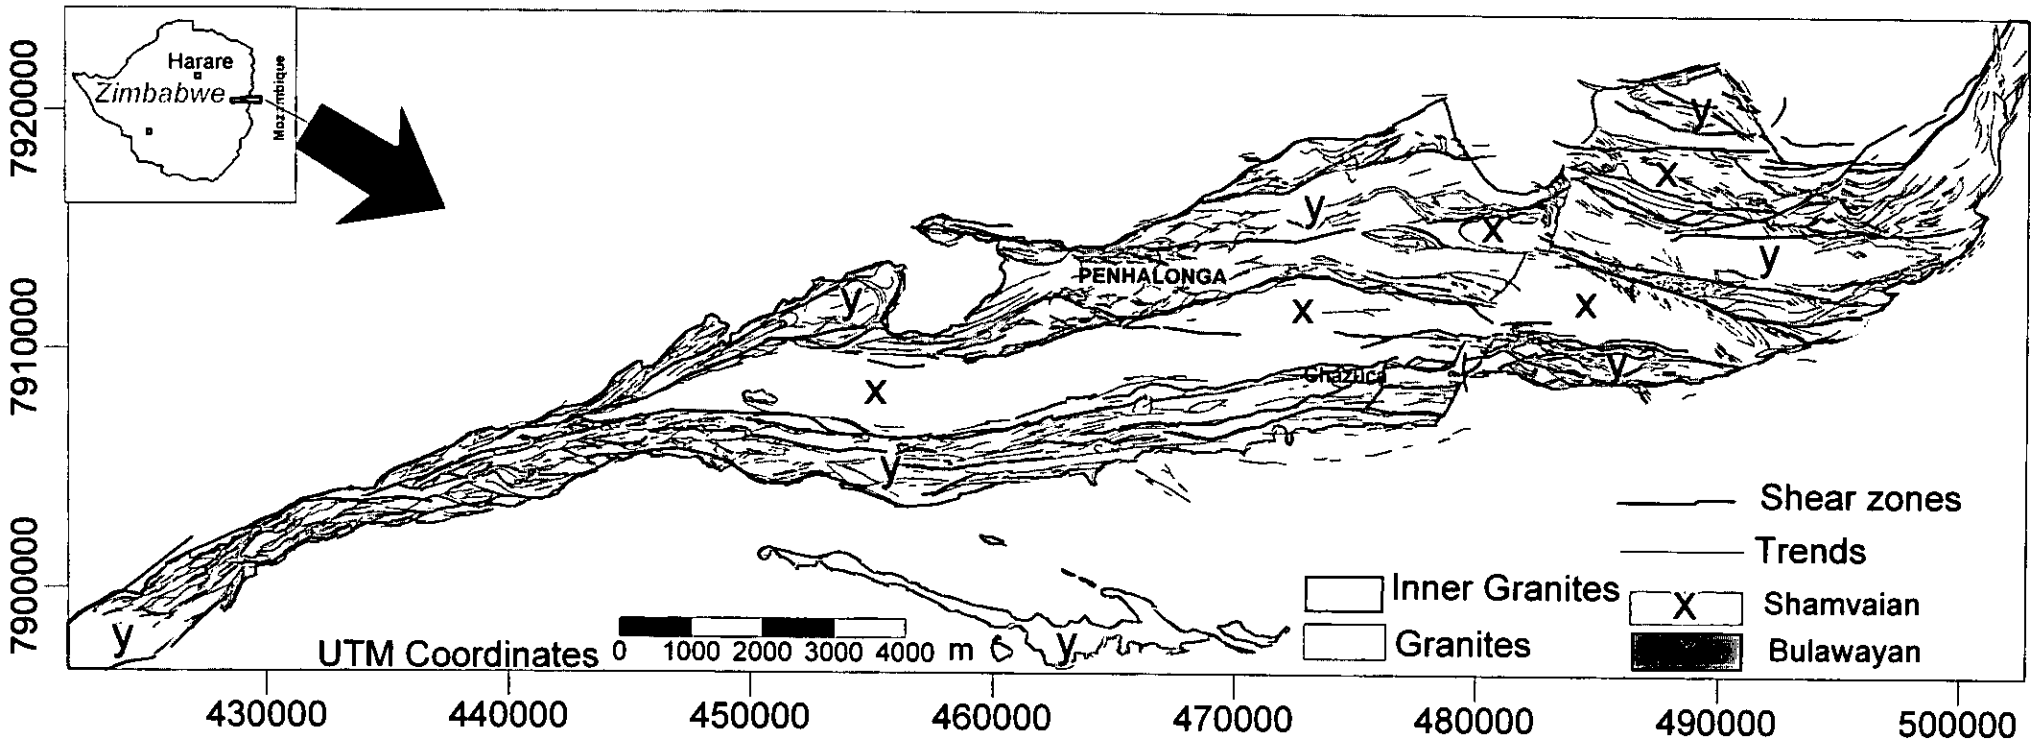 Harare
Zimbabwe
Mozambique
7920000
7910000
7900000
y
x
y
x
y
y
PENHALONGA
y
x
x
Chazuca
y
x
y
y
y
Shear zones
Trends
Inner Granites
x
Shamvaian
Granites
Bulawayan
UTM Coordinates
0 1000 2000 3000 4000 m
430000 440000 450000 460000 470000 480000 490000 500000